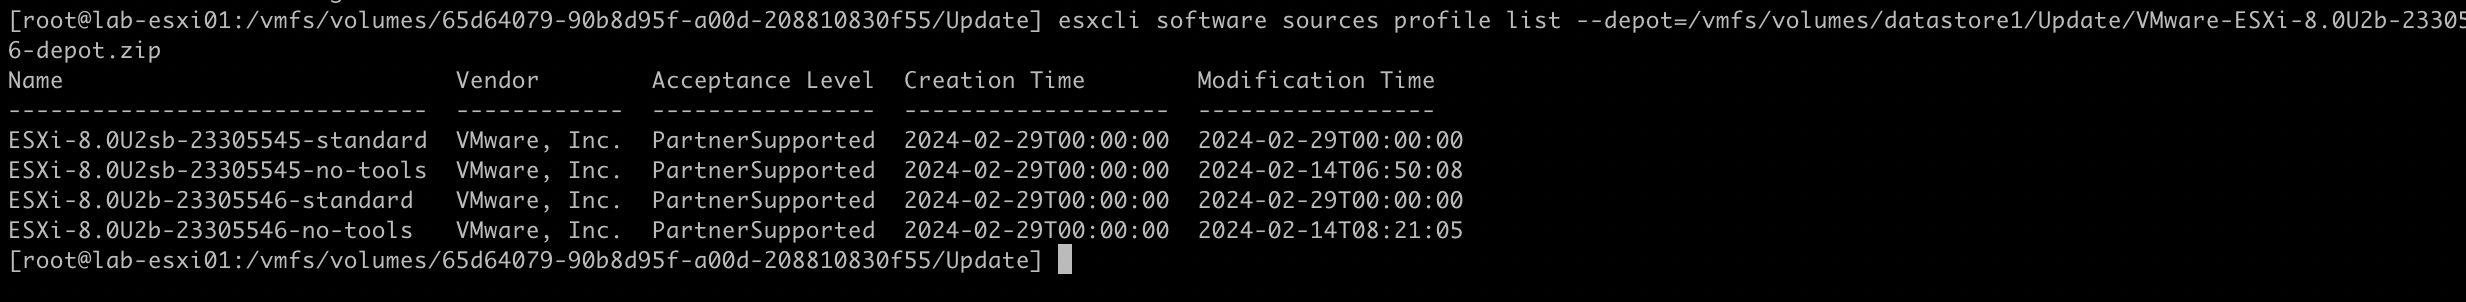 [root@lab-esxi01:/vmfs/volumes/65d64079-90b8d95f-a00d-208810830f55/Update] esxcli software sources profile list --depot=/vmfs/volumes/datastore1/Update/VMware-ESXi-8.0U2b-23305
6-depot.zip
Name Vendor Acceptance Level Creation Time Modification Time
------------------------------ ------------ ---------------- ------------------- -----------------
ESXi-8.0U2sb-23305545-standard VMware, Inc. PartnerSupported 2024-02-29T00:00:00 2024-02-29T00:00:00
ESXi-8.0U2sb-23305545-no-tools VMware, Inc. PartnerSupported 2024-02-29T00:00:00 2024-02-14T06:50:08
ESXi-8.0U2b-23305546-standard VMware, Inc. PartnerSupported 2024-02-29T00:00:00 2024-02-29T00:00:00
ESXi-8.0U2b-23305546-no-tools VMware, Inc. PartnerSupported 2024-02-29T00:00:00 2024-02-14T08:21:05
[root@lab-esxi01:/vmfs/volumes/65d64079-90b8d95f-a00d-208810830f55/Update]